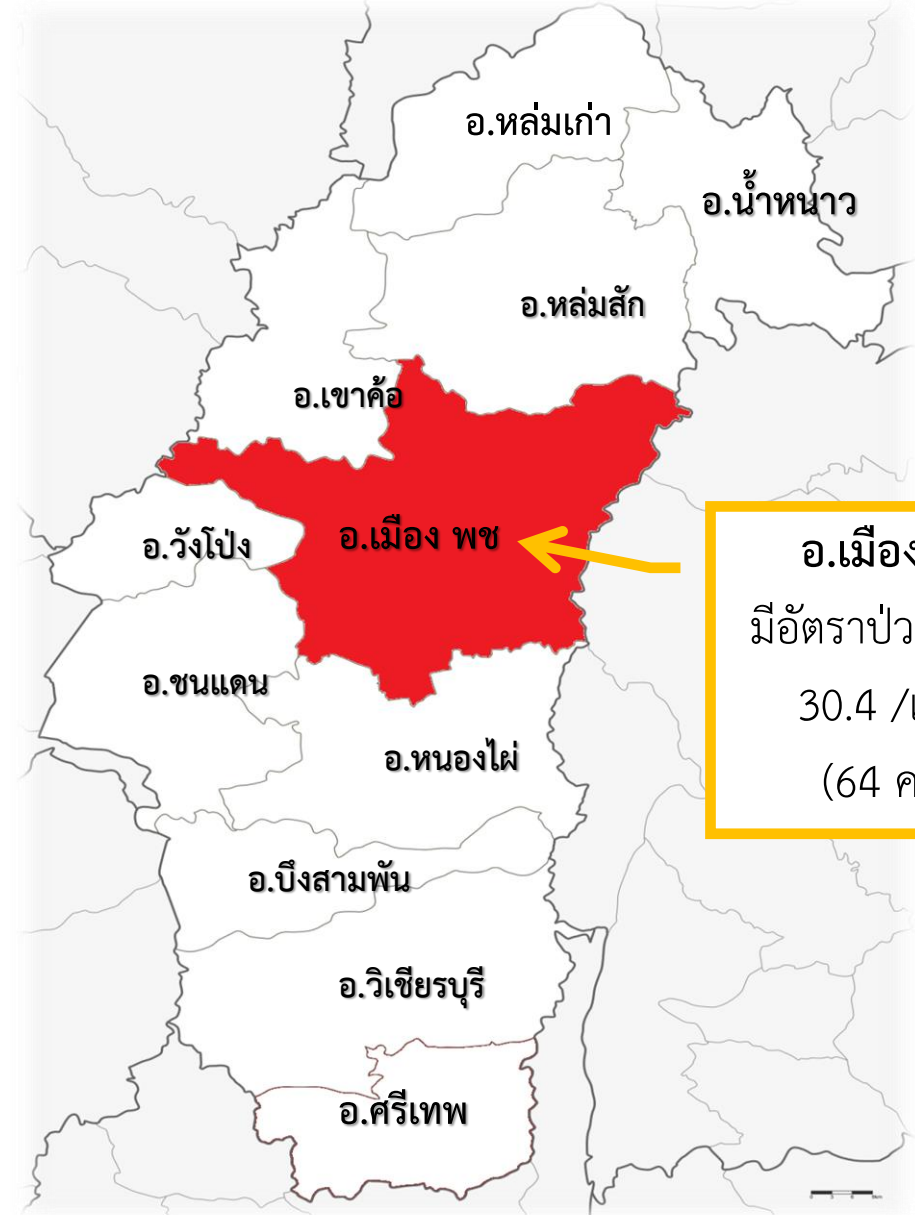 อ.หล่มเก่า
อ.น้ำหนาว
อ.หล่มสัก
อ.เขาค้อ
อ.เมือง พช
อ.วังโป่ง
อ.เมือง
มีอัตราป่ว
30.4 /
(64 ค
อ.ชนแดน
อ.หนองไผ่
อ.บึงสามพัน
อ.วิเชียรบุรี
อ.ศรีเทพ